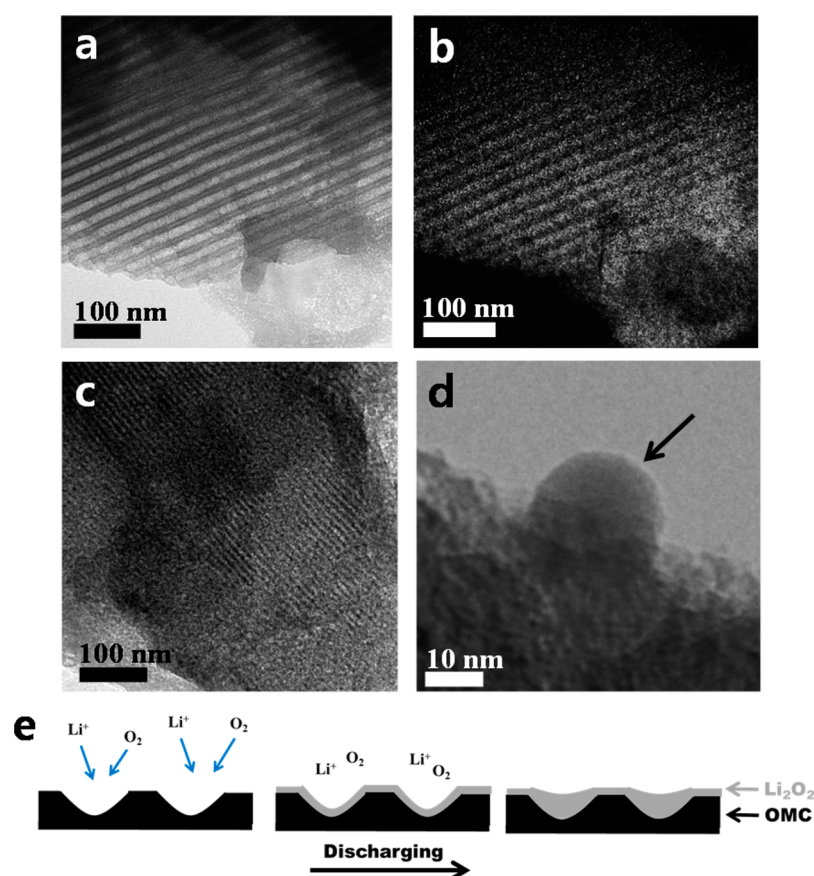 a
b
100 nm
100 nm
c
d
100 nm
10 nm
e
Li⁺
O₂
Li⁺
O₂
Li⁺
O₂
Li⁺
O₂
Li₂O₂
OMC
Discharging